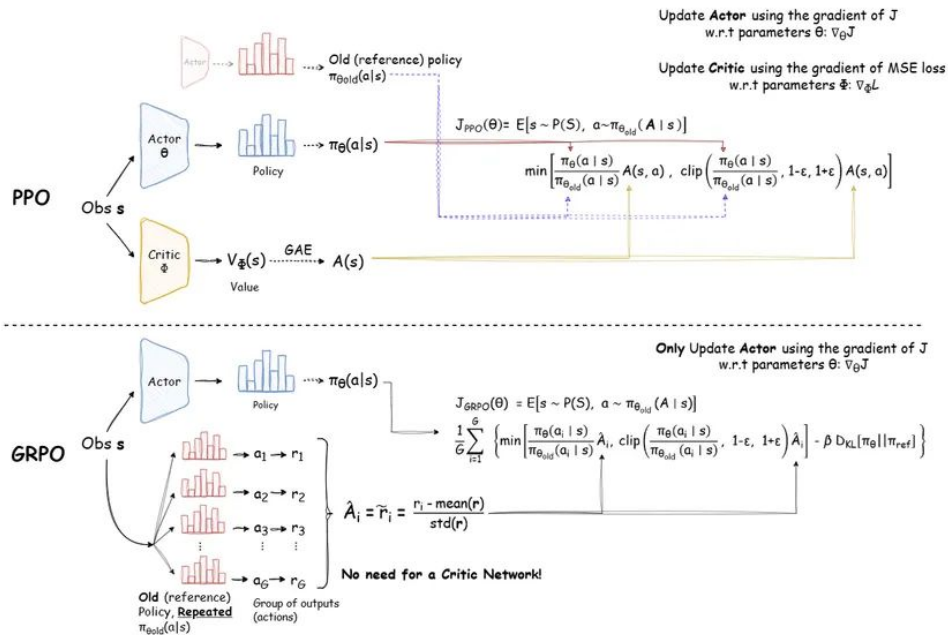 Update Actor using the gradient of J
w.r.t parameters θ: ∇θJ
Update Critic using the gradient of MSE loss
w.r.t parameters Φ: ∇ΦL
Actor
Old (reference) policy
πθold(a|s)
PPO
Obs s
Actor
θ
Policy
πθ(a|s)
JPPO(θ)= E[s ~ P(S), a~πθold(A|s)]
min[πθ(a|s)/πθold(a|s) A(s, a) , clip(πθ(a|s)/πθold(a|s) , 1-ε, 1+ε) A(s, a)]
Critic
Φ
VΦ(s)
Value
GAE
A(s)
Only Update Actor using the gradient of J
w.r.t parameters θ: ∇θJ
GRPO
Obs s
Actor
Policy
πθ(a|s)
JGRPO(θ) = E[s ~ P(S), a ~ πθold(A|s)]
1/G ∑i=1G {min[πθ(ai|s)/πθold(ai|s) Âi, clip(πθ(ai|s)/πθold(ai|s) , 1-ε, 1+ε) Âi] - β DKL[πθ||πref] }
a1 r1
a2 r2
a3 r3
⋮ ⋮ ⋮
aG rG
Âi = r̃i = ri - mean(r)/std(r)
No need for a Critic Network!
Old (reference)
Policy, Repeated
πθold(a|s)
Group of outputs
(actions)